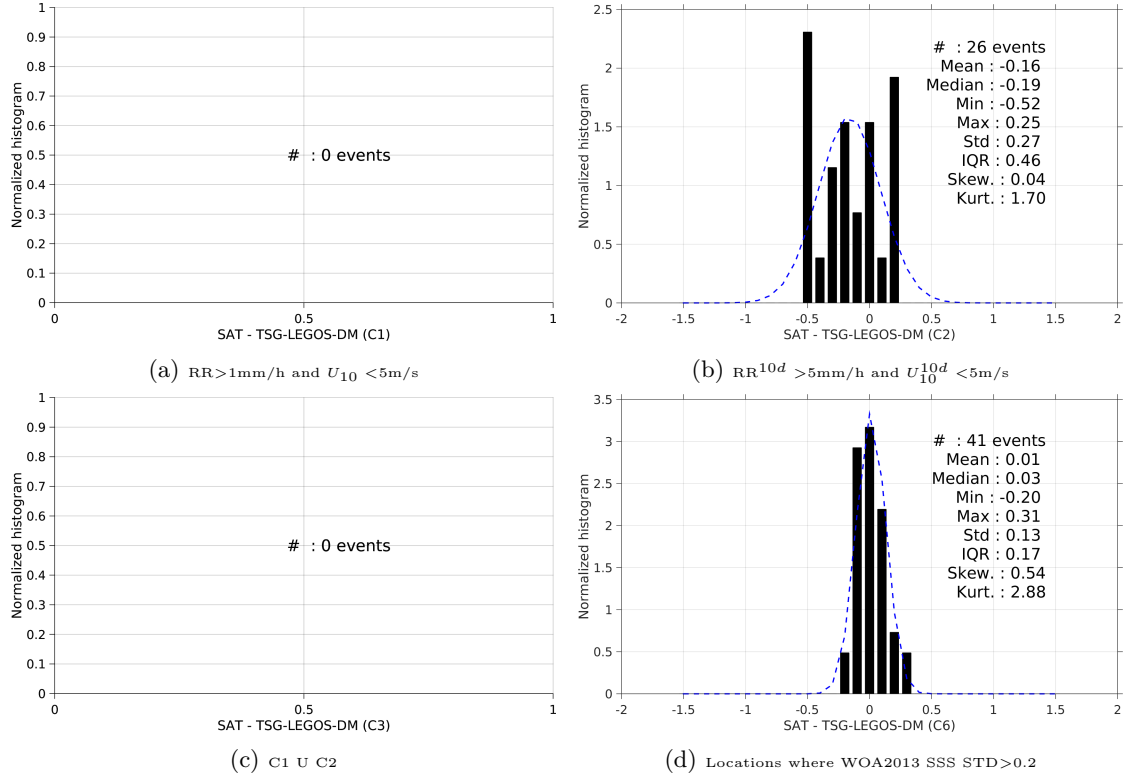 Normalized histogram
1
0.9
0.8
0.7
0.6
0.5
0.4
0.3
0.2
0.1
0
# : 0 events
0 0.5 1
SAT - TSG-LEGOS-DM (C1)
(a) RR>1mm/h and U10 <5m/s
Normalized histogram
2.5
2
1.5
1
0.5
0
# : 26 events
Mean : -0.16
Median : -0.19
Min : -0.52
Max : 0.25
Std : 0.27
IQR : 0.46
Skew. : 0.04
Kurt. : 1.70
-2 -1.5 -1 -0.5 0 0.5 1 1.5 2
SAT - TSG-LEGOS-DM (C2)
(b) RR^10d >5mm/h and U10^10d <5m/s
Normalized histogram
1
0.9
0.8
0.7
0.6
0.5
0.4
0.3
0.2
0.1
0
# : 0 events
0 0.5 1
SAT - TSG-LEGOS-DM (C3)
(c) C1 U C2
Normalized histogram
3.5
3
2.5
2
1.5
1
0.5
0
# : 41 events
Mean : 0.01
Median : 0.03
Min : -0.20
Max : 0.31
Std : 0.13
IQR : 0.17
Skew. : 0.54
Kurt. : 2.88
-2 -1.5 -1 -0.5 0 0.5 1 1.5 2
SAT - TSG-LEGOS-DM (C6)
(d) Locations where WOA2013 SSS STD>0.2